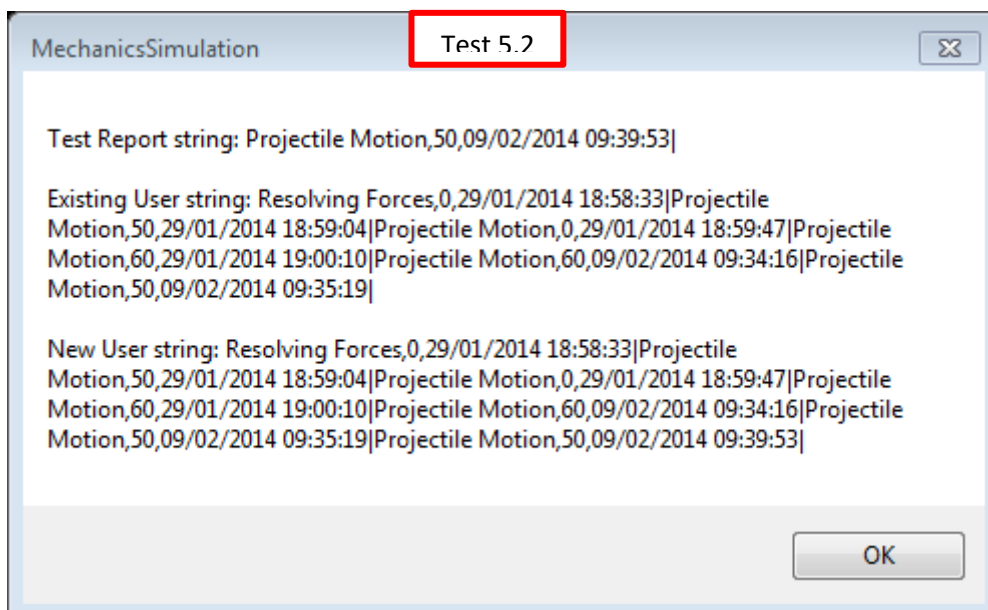 MechanicsSimulation
Test 5.2
Test Report string: Projectile Motion,50,09/02/2014 09:39:53|
Existing User string: Resolving Forces,0,29/01/2014 18:58:33|Projectile
Motion,50,29/01/2014 18:59:04|Projectile Motion,0,29/01/2014 18:59:47|Projectile
Motion,60,29/01/2014 19:00:10|Projectile Motion,60,09/02/2014 09:34:16|Projectile
Motion,50,09/02/2014 09:35:19|
New User string: Resolving Forces,0,29/01/2014 18:58:33|Projectile
Motion,50,29/01/2014 18:59:04|Projectile Motion,0,29/01/2014 18:59:47|Projectile
Motion,60,29/01/2014 19:00:10|Projectile Motion,60,09/02/2014 09:34:16|Projectile
Motion,50,09/02/2014 09:35:19|Projectile Motion,50,09/02/2014 09:39:53|
OK